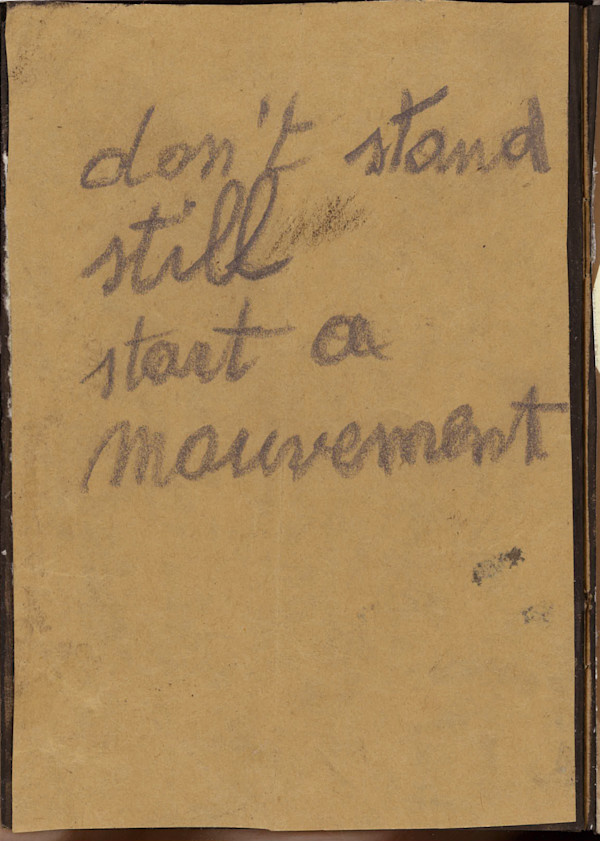 don't stand
still
start a
mouvement